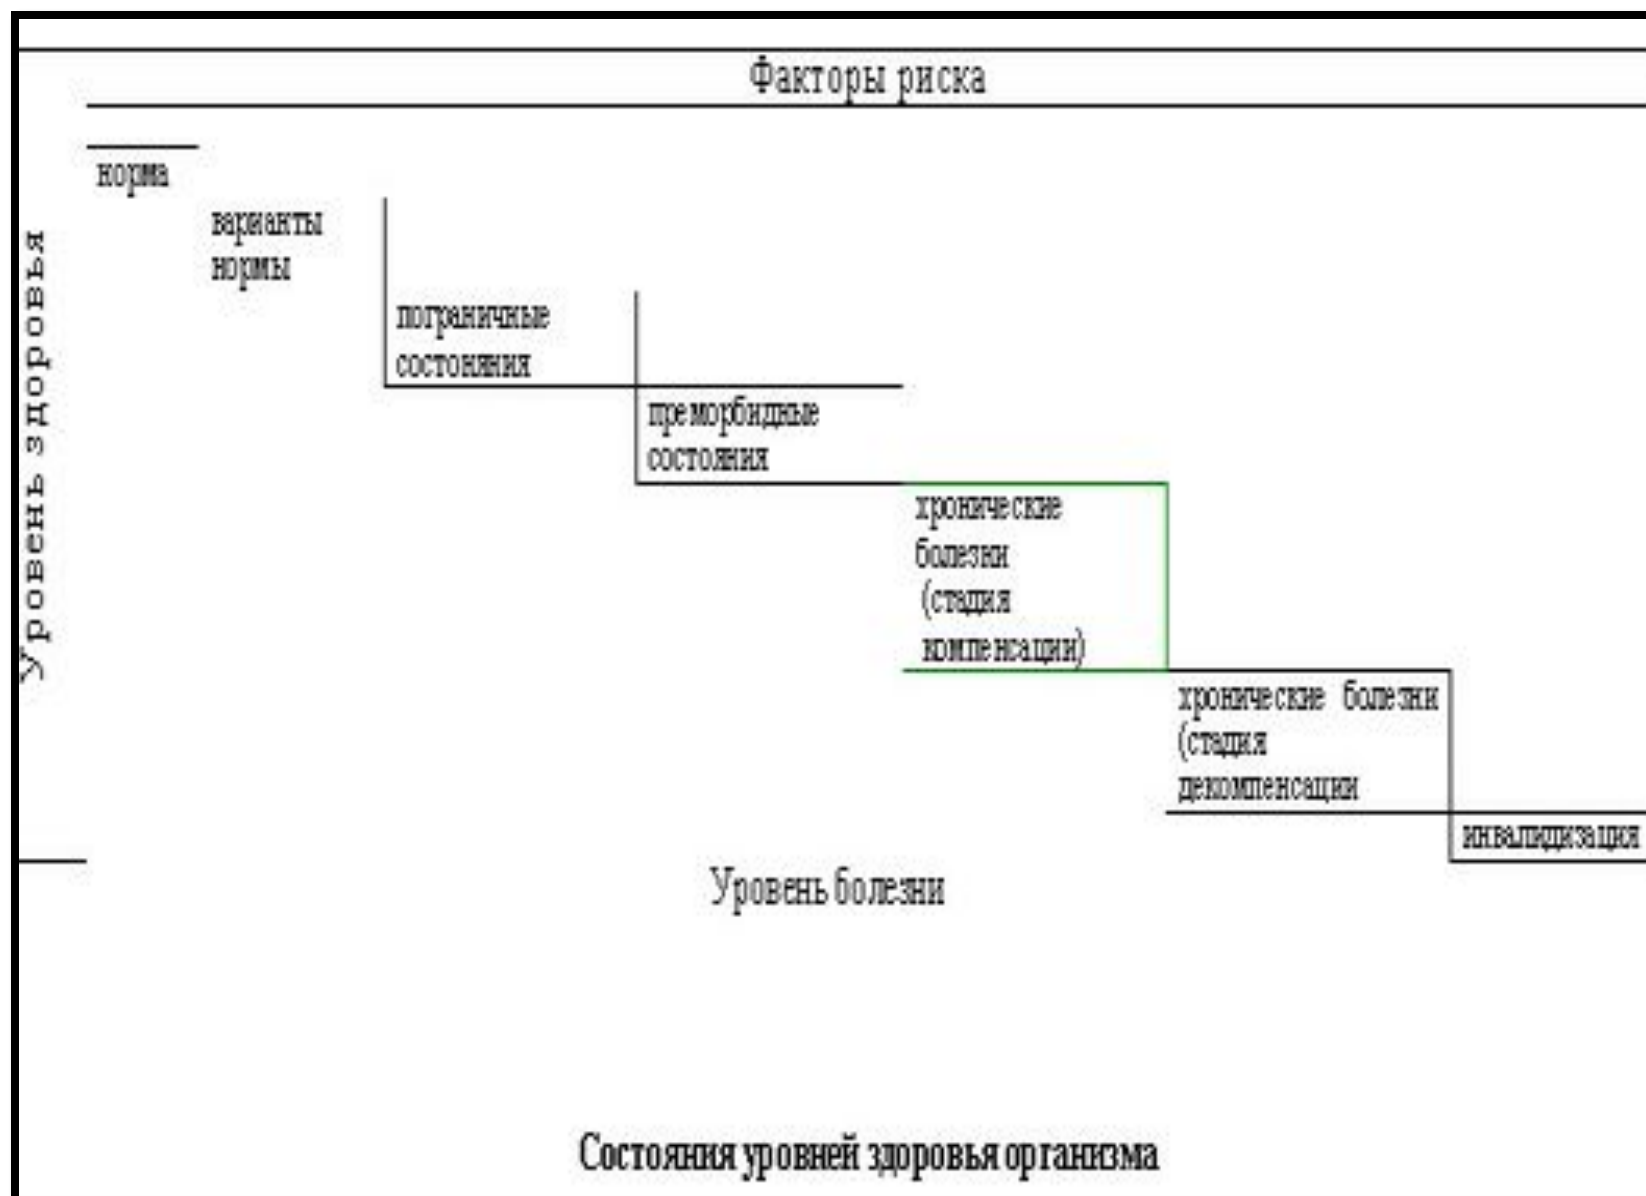 Факторы риска
норма
варианты
нормы
Уровень здоровья
пограничные
состоняния
преморбидные
состояния
хронические
болезни
(стадия
компенсации)
хронические болезни
(стадия
декомпенсации
инвалидизация
Уровень болезни
Состояния уровней здоровья организма